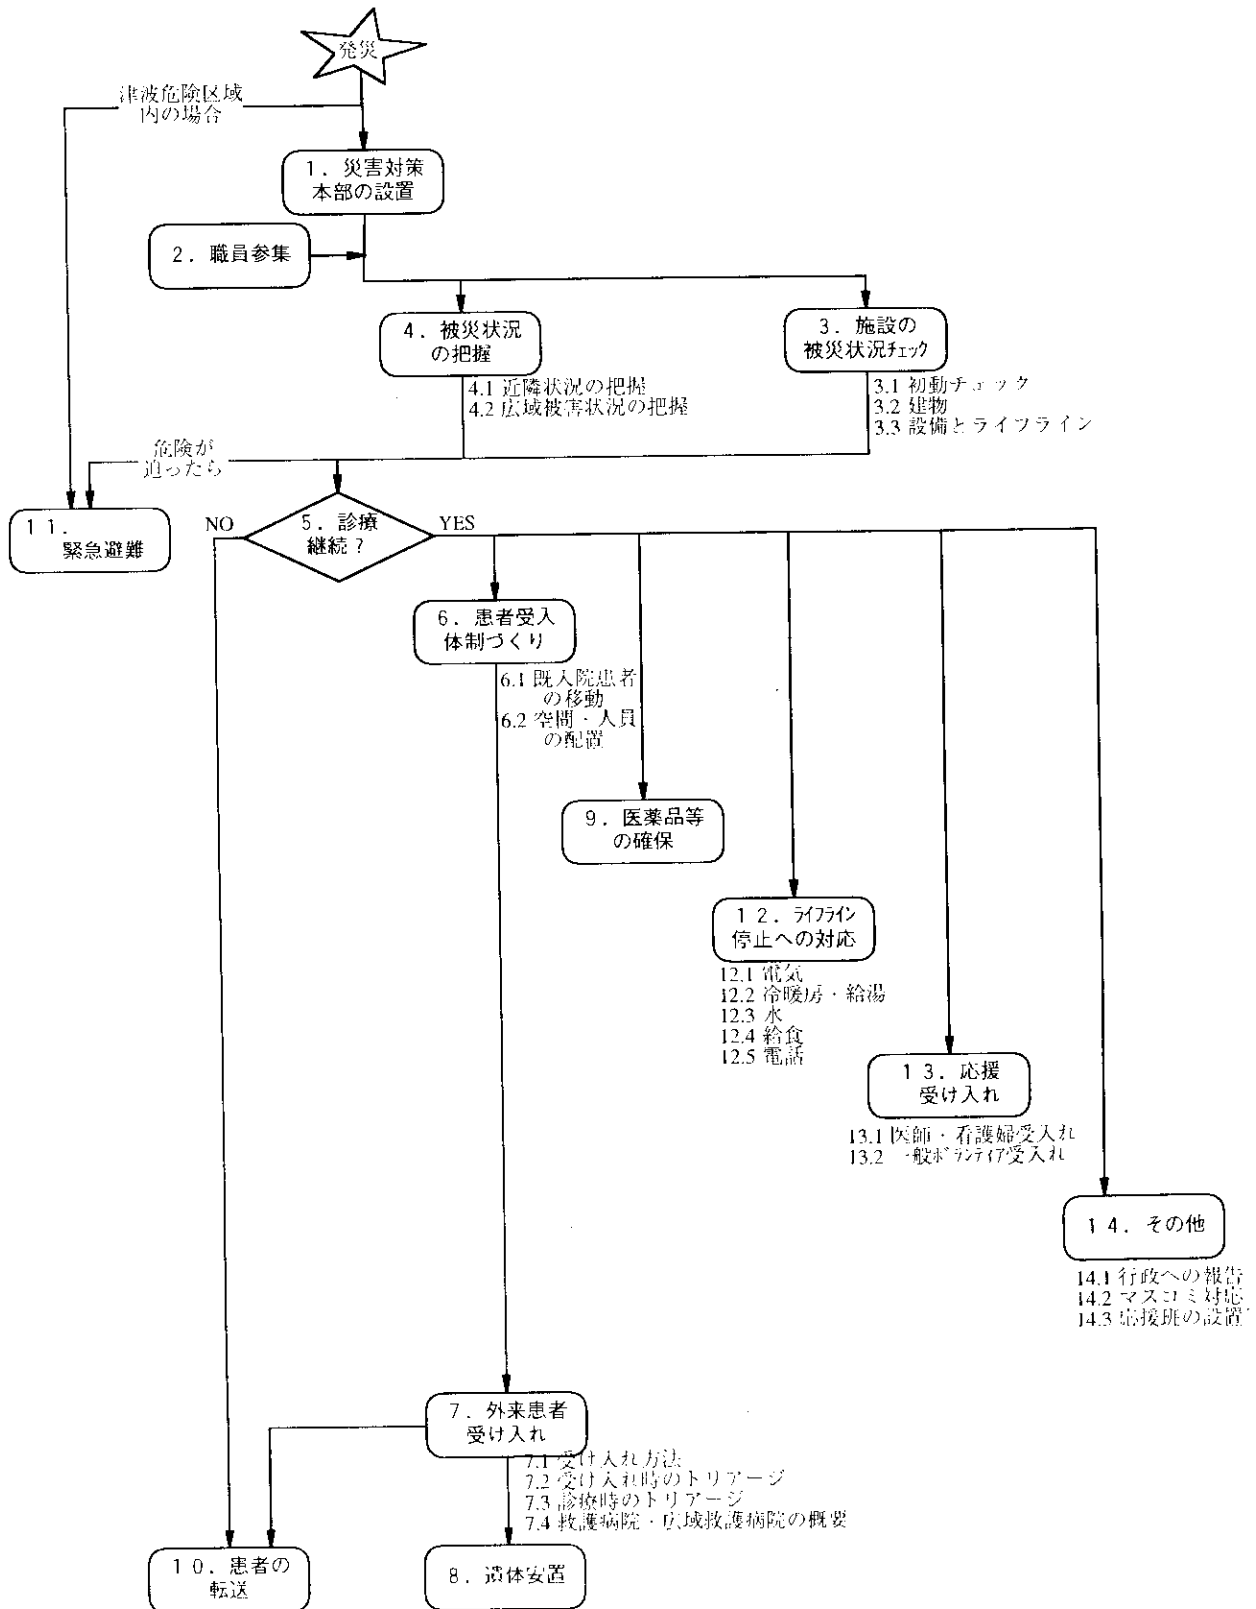 発災
津波危険区域
内の場合
1．災害対策
本部の設置
2．職員参集
4．被災状況
の把握
4.1 近隣状況の把握
4.2 広域被害状況の把握
3．施設の
被災状況チェック
3.1 初動チェック
3.2 建物
3.3 設備とライフライン
危険が
迫ったら
11．
緊急避難
NO
5．診療
継続？
YES
6．患者受入
体制づくり
6.1 既入院患者
の移動
6.2 空間・人員
の配置
9．医薬品等
の確保
12．ライフライン
停止への対応
12.1 電気
12.2 冷暖房・給湯
12.3 水
12.4 給食
12.5 電話
13．応援
受け入れ
13.1 医師・看護婦受入れ
13.2 一般ボランティア受入れ
14．その他
14.1 行政への報告
14.2 マスコミ対応
14.3 応援班の設置
7．外来患者
受け入れ
7.1 受け入れ方法
7.2 受け入れ時のトリアージ
7.3 診療時のトリアージ
7.4 救護病院・広域救護病院の概要
10．患者の
転送
8．遺体安置